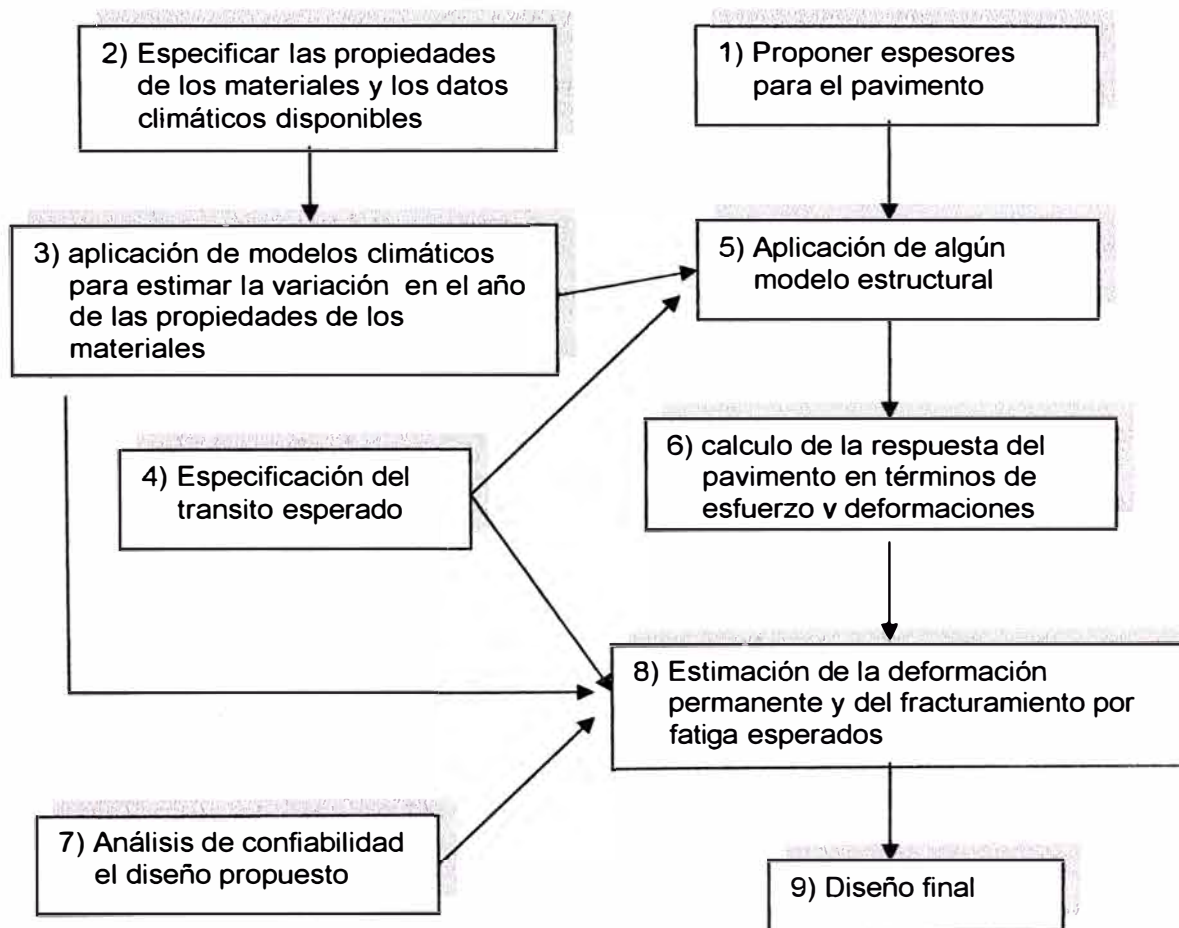 2) Especificar las propiedades
de los materiales y los datos
climáticos disponibles
1) Proponer espesores
para el pavimento
3) aplicación de modelos climáticos
para estimar la variación en el año
de las propiedades de los
materiales
5) Aplicación de algún
modelo estructural
4) Especificación del
transito esperado
6) calculo de la respuesta del
pavimento en términos de
esfuerzo v deformaciones
8) Estimación de la deformación
permanente y del fracturamiento por
fatiga esperados
7) Análisis de confiabilidad
el diseño propuesto
9) Diseño final